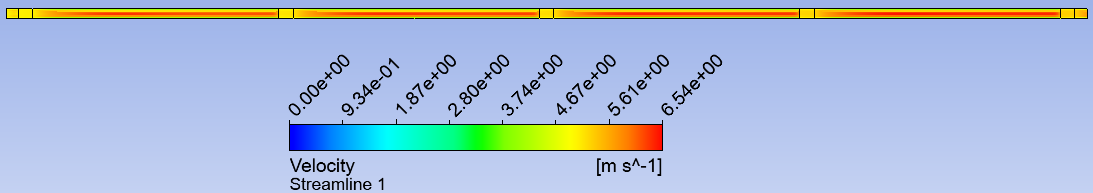 0.00e+00
9.34e-01
1.87e+00
2.80e+00
3.74e+00
4.67e+00
5.61e+00
6.54e+00
Velocity [m s^-1]
Streamline 1